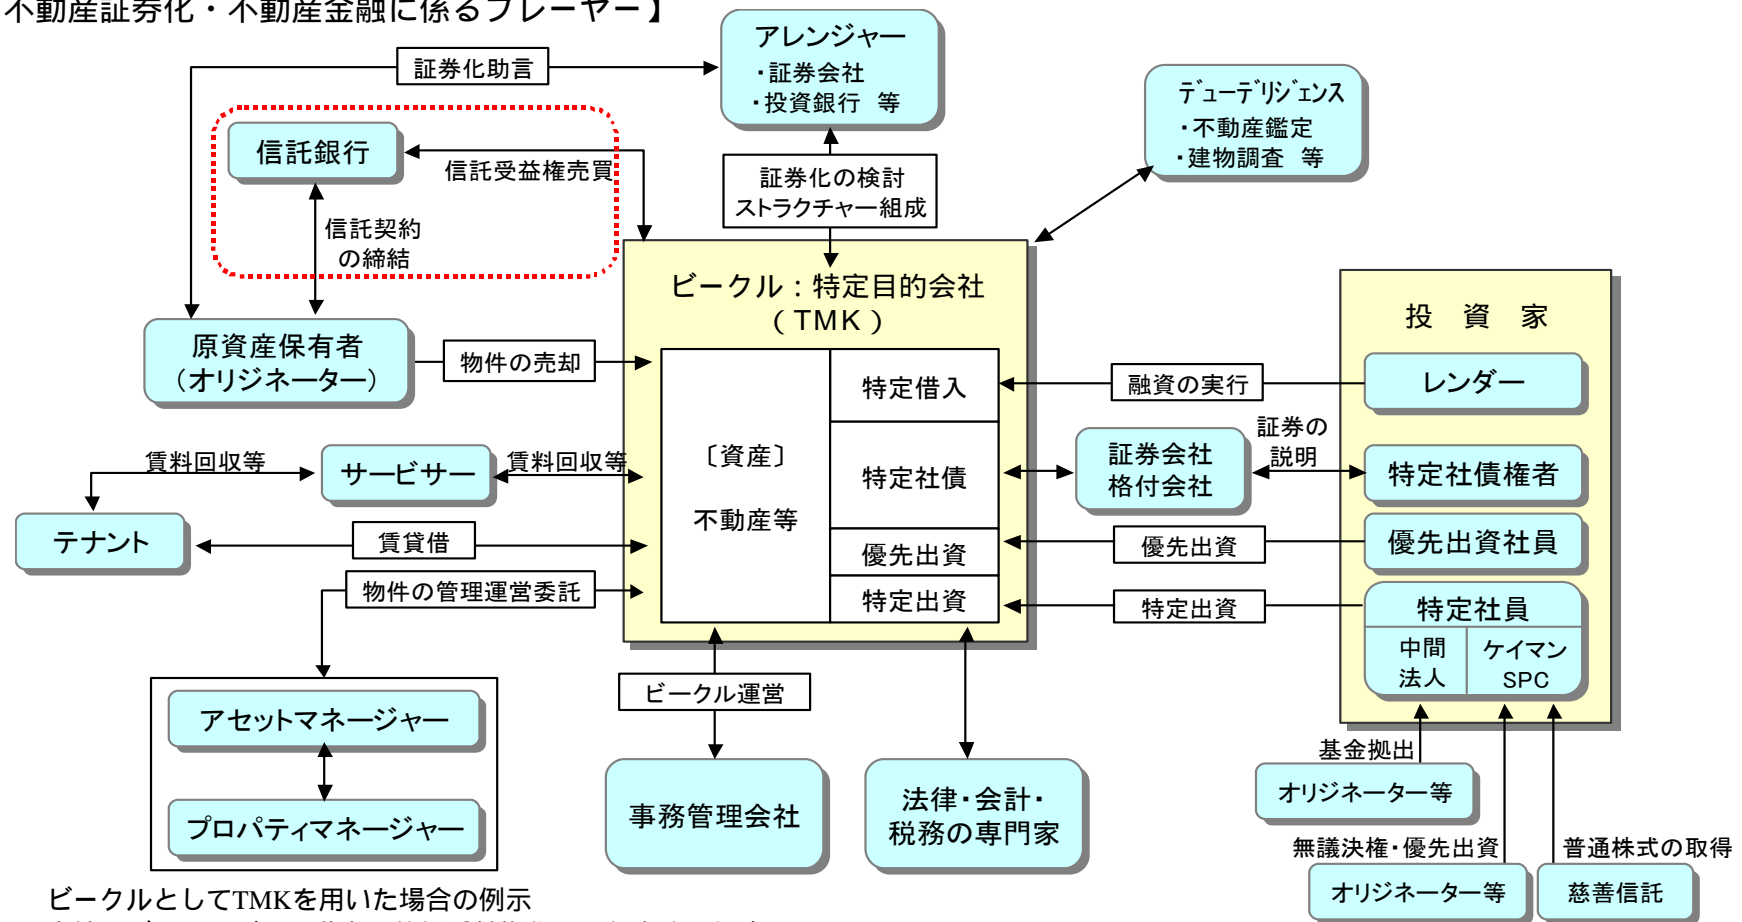 不動産証券化・不動産金融に係るプレーヤー】
アレンジャー
・証券会社
・投資銀行 等
証券化助言
デューデリジェンス
・不動産鑑定
・建物調査 等
信託銀行
信託受益権売買
証券化の検討
ストラクチャー組成
信託契約
の締結
ビークル：特定目的会社
（TMK）
投 資 家
原資産保有者
（オリジネーター）
物件の売却
特定借入
融資の実行
レンダー
〔資産〕
不動産等
特定社債
証券会社
格付会社
証券の
説明
特定社債権者
賃料回収等
サービサー
賃料回収等
テナント
賃貸借
優先出資
優先出資
優先出資社員
物件の管理運営委託
特定出資
特定出資
特定社員
中間
法人
ケイマン
SPC
アセットマネージャー
プロパティマネージャー
ビークル運営
事務管理会社
法律・会計・
税務の専門家
基金拠出
オリジネーター等
無議決権・優先出資
普通株式の取得
オリジネーター等
慈善信託
ビークルとしてTMKを用いた場合の例示